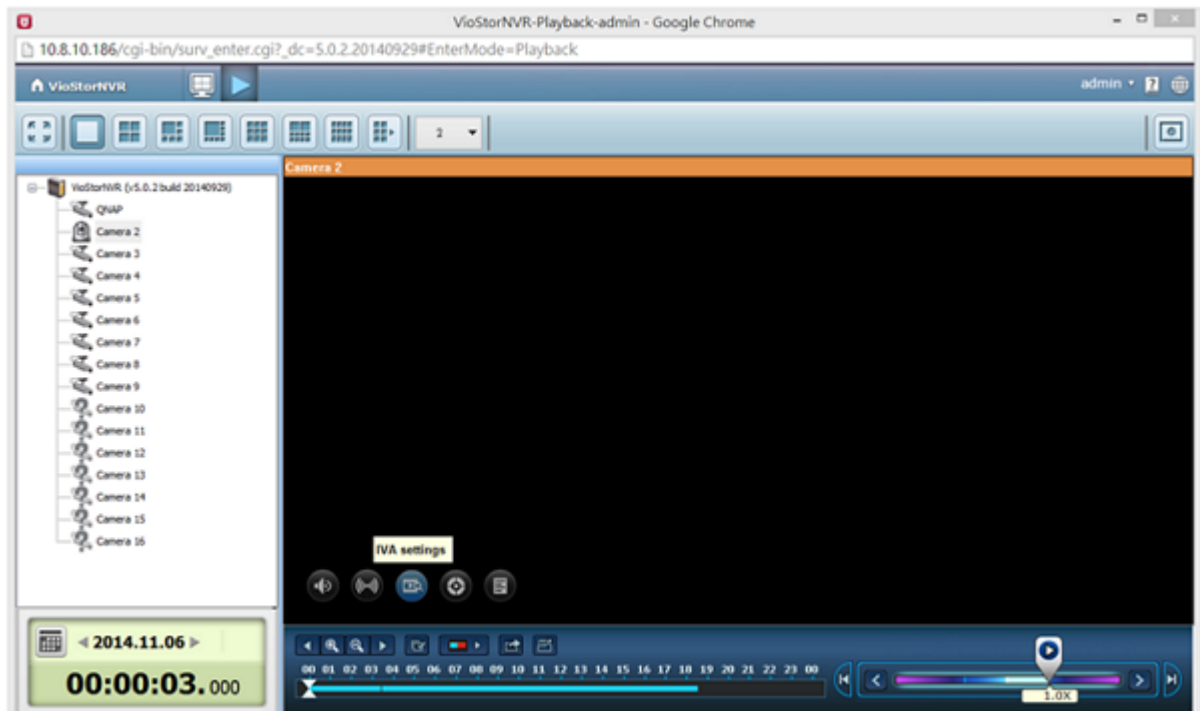 VioStorNVR-Playback-admin - Google Chrome
10.8.10.186/cgi-bin/surv_enter.cgi?_dc=5.0.2.20140929#EnterMode=Playback
VioStorNVR
admin
2
Camera 2
VioStorNVR (v5.0.2 build 20140929)
QNAP
Camera 2
Camera 3
Camera 4
Camera 5
Camera 6
Camera 7
Camera 8
Camera 9
Camera 10
Camera 11
Camera 12
Camera 13
Camera 14
Camera 15
Camera 16
IVA settings
2014.11.06
00:00:03.000
00 01 02 03 04 05 06 07 08 09 10 11 12 13 14 15 16 17 18 19 20 21 22 23 00
1.0X